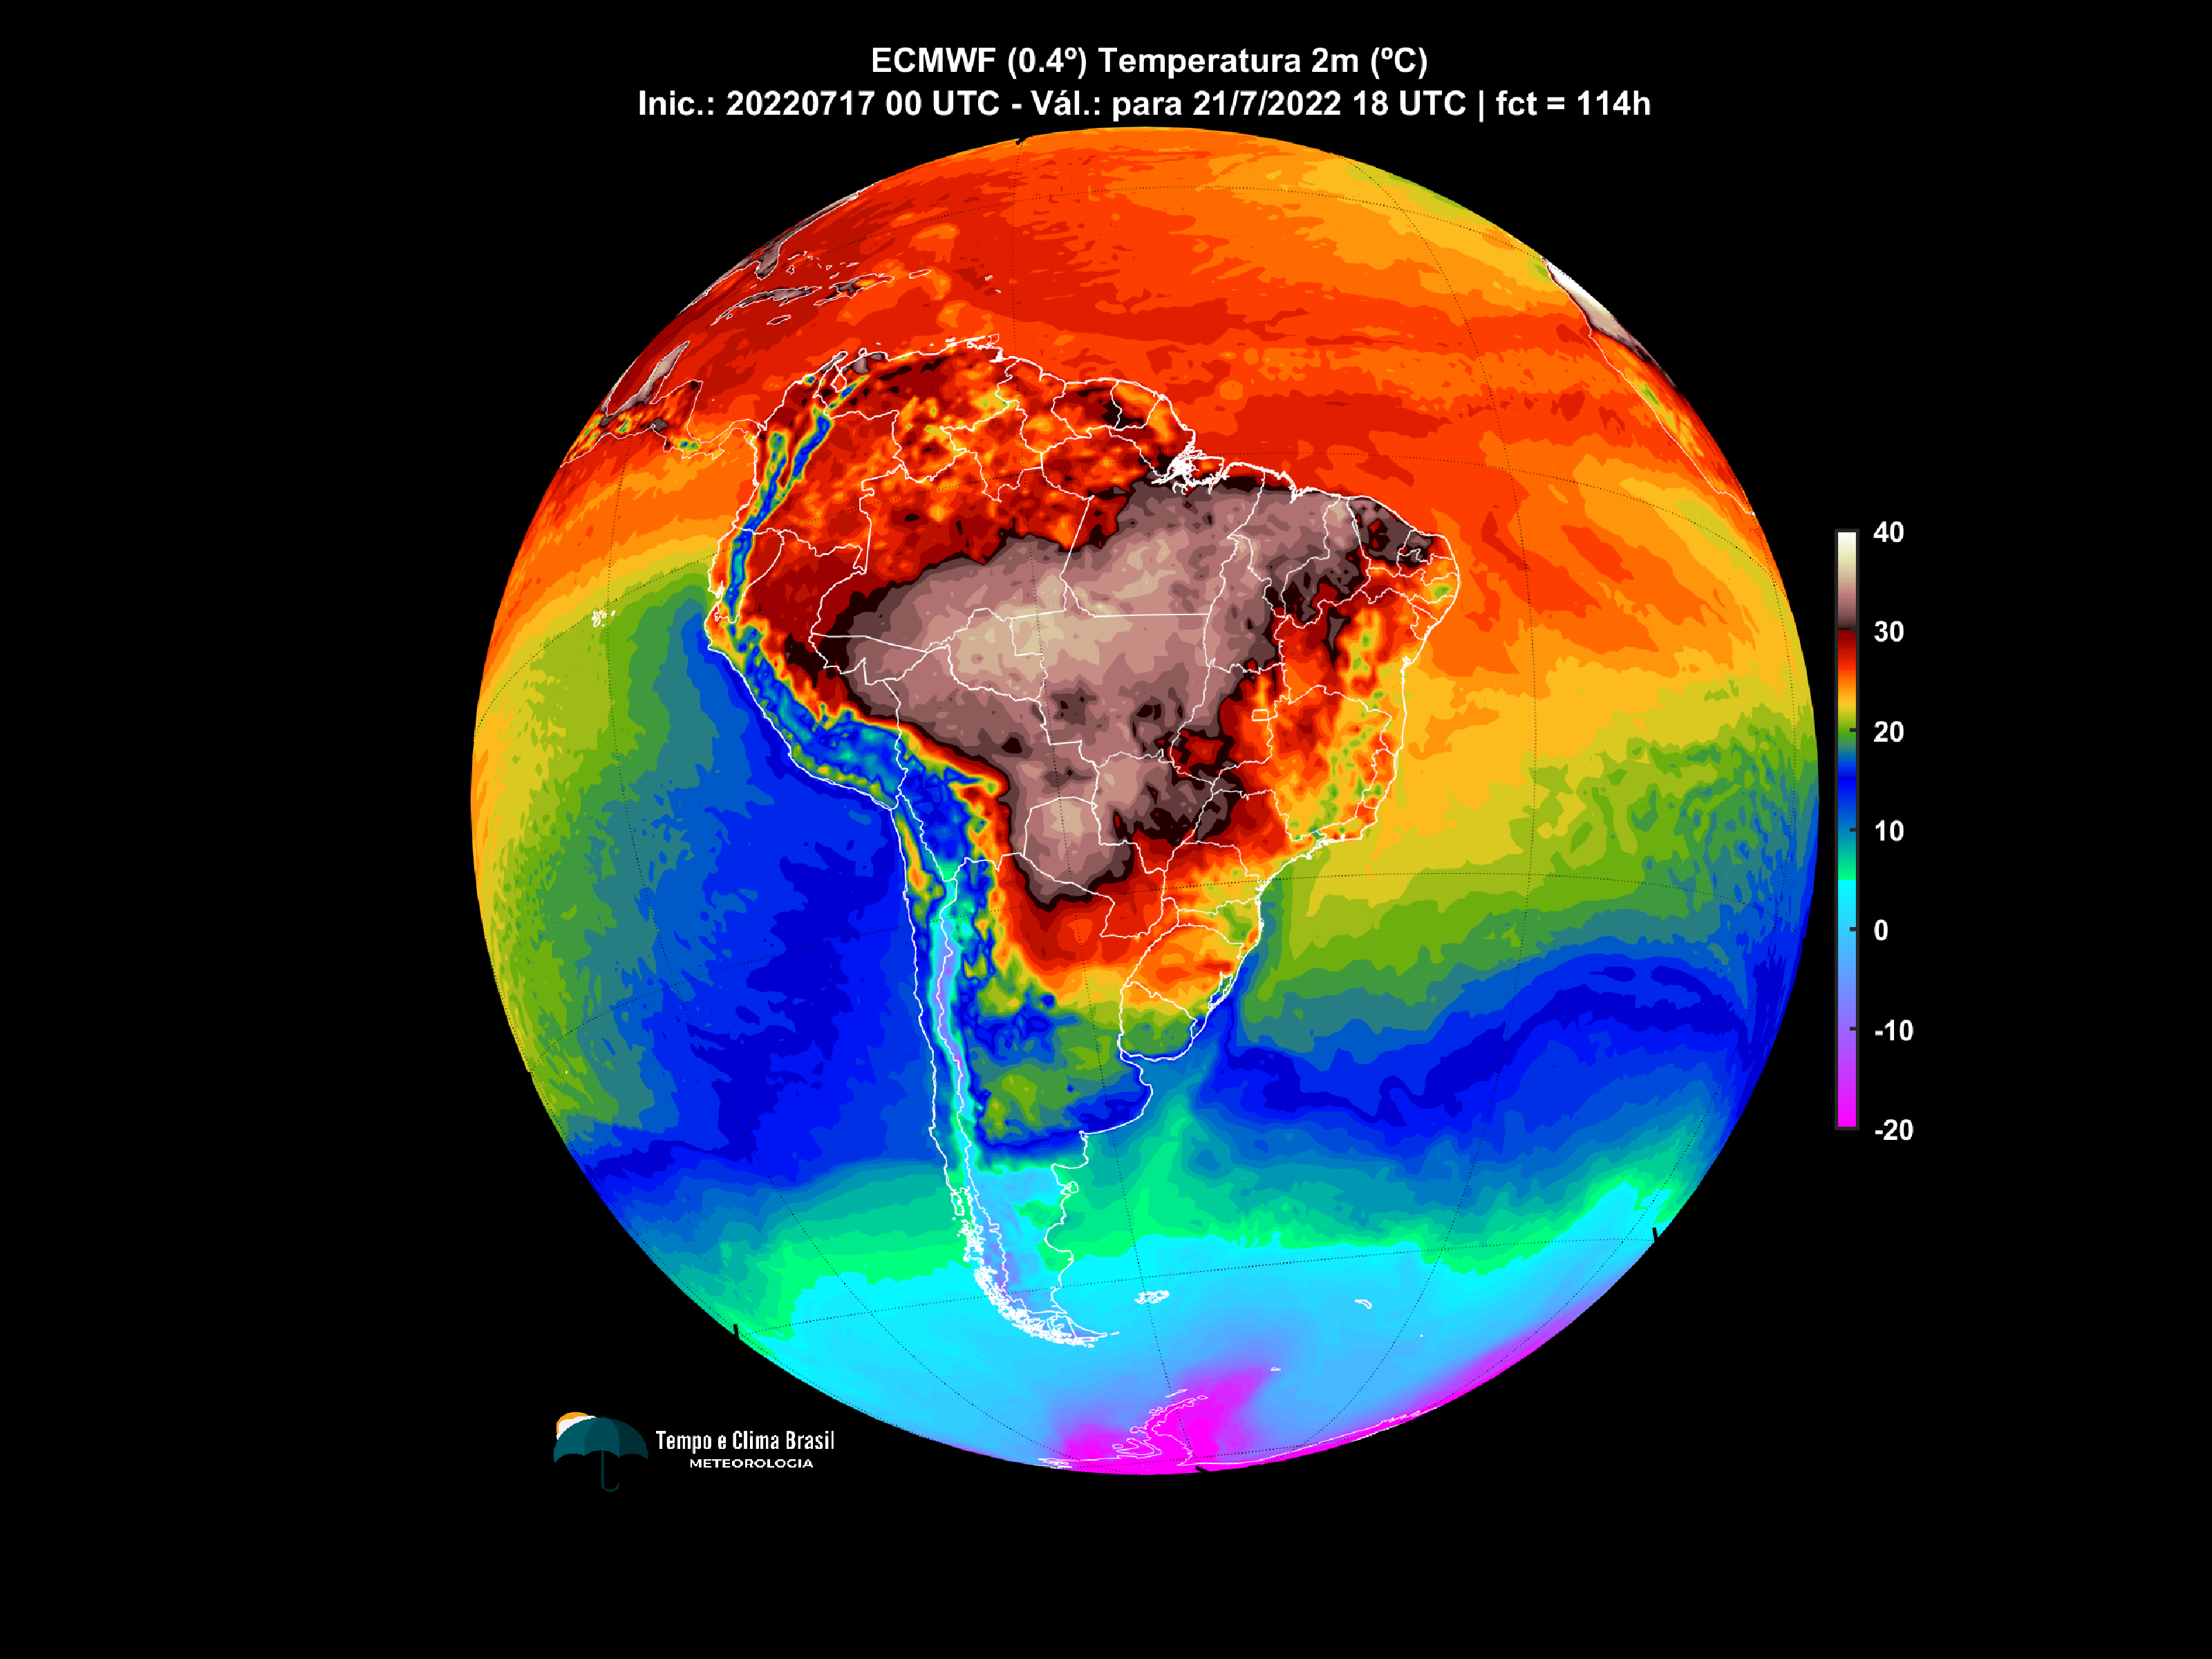 ECMWF (0.4º) Temperatura 2m (ºC)
Inic.: 20220717 00 UTC - Vál.: para 21/7/2022 18 UTC | fct = 114h
40
30
20
10
0
-10
-20
Tempo e Clima Brasil
METEOROLOGIA